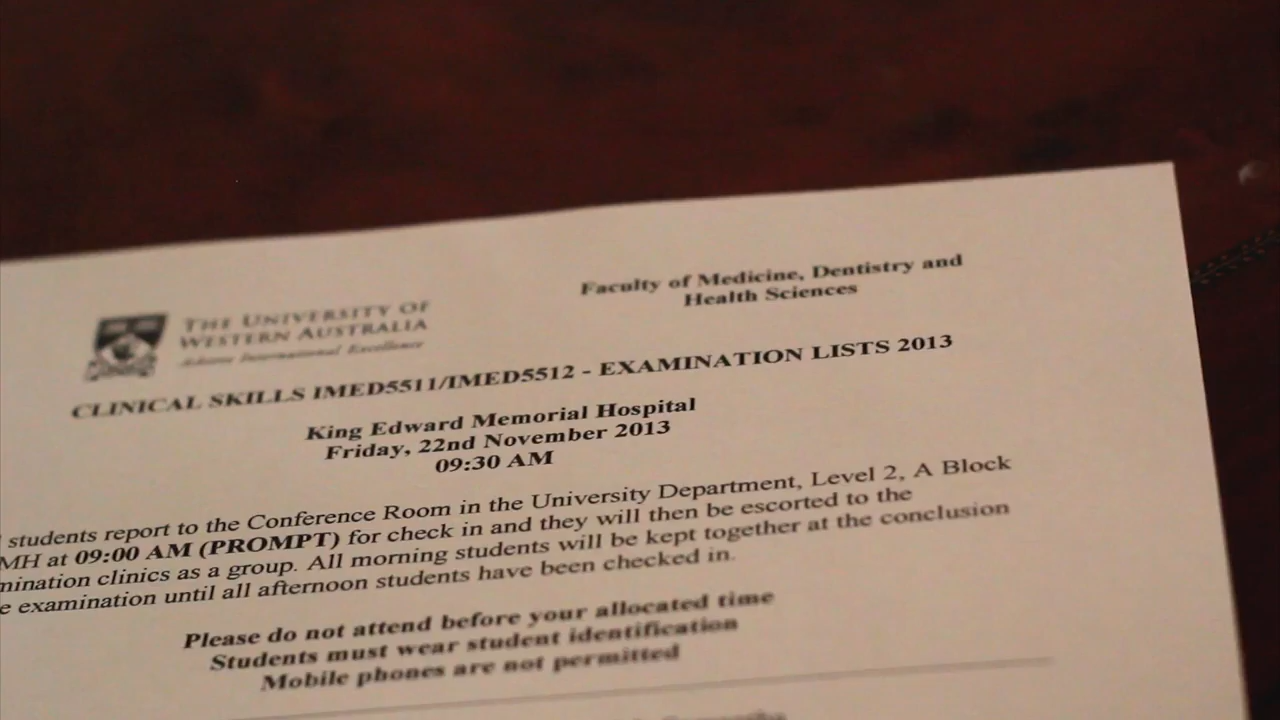 Faculty of Medicine, Dentistry and
Health Sciences
THE UNIVERSITY OF
WESTERN AUSTRALIA
Achieve International Excellence
CLINICAL SKILLS IMED5511/IMED5512 - EXAMINATION LISTS 2013
King Edward Memorial Hospital
Friday, 22nd November 2013
09:30 AM
students report to the Conference Room in the University Department, Level 2, A Block
MH at 09:00 AM (PROMPT) for check in and they will then be escorted to the
mination clinics as a group. All morning students will be kept together at the conclusion
e examination until all afternoon students have been checked in.
Please do not attend before your allocated time
Students must wear student identification
Mobile phones are not permitted